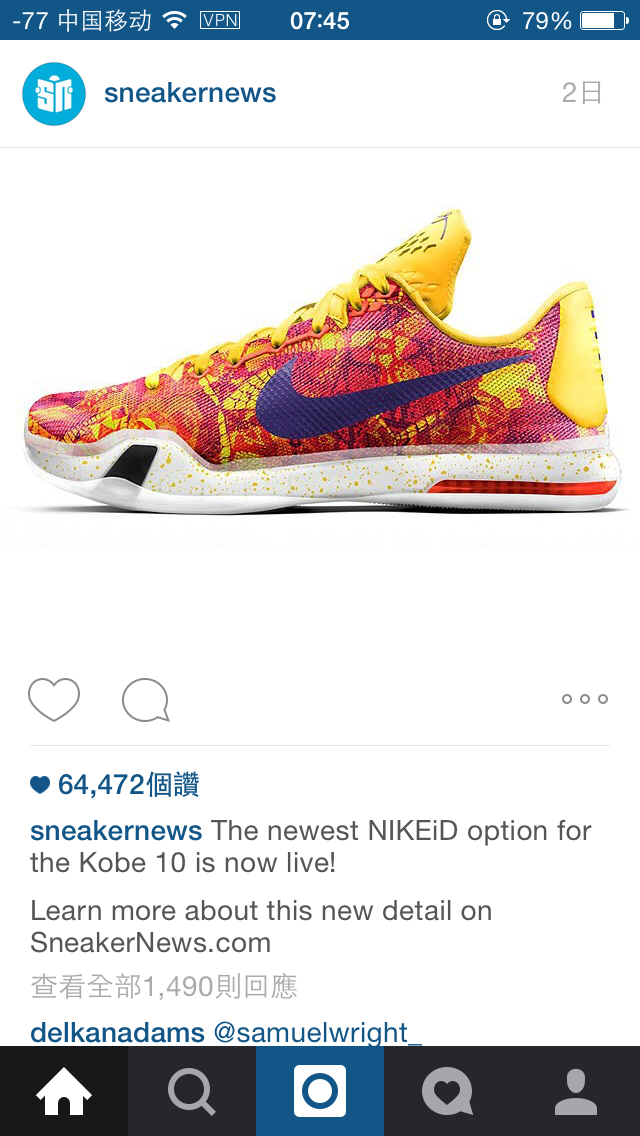 -77 中国移动 VPN 07:45 79%
SN
sneakernews 2日
64,472個讚
sneakernews The newest NIKEiD option for
the Kobe 10 is now live!
Learn more about this new detail on
SneakerNews.com
查看全部1,490則回應
delkanadams @samuelwright_